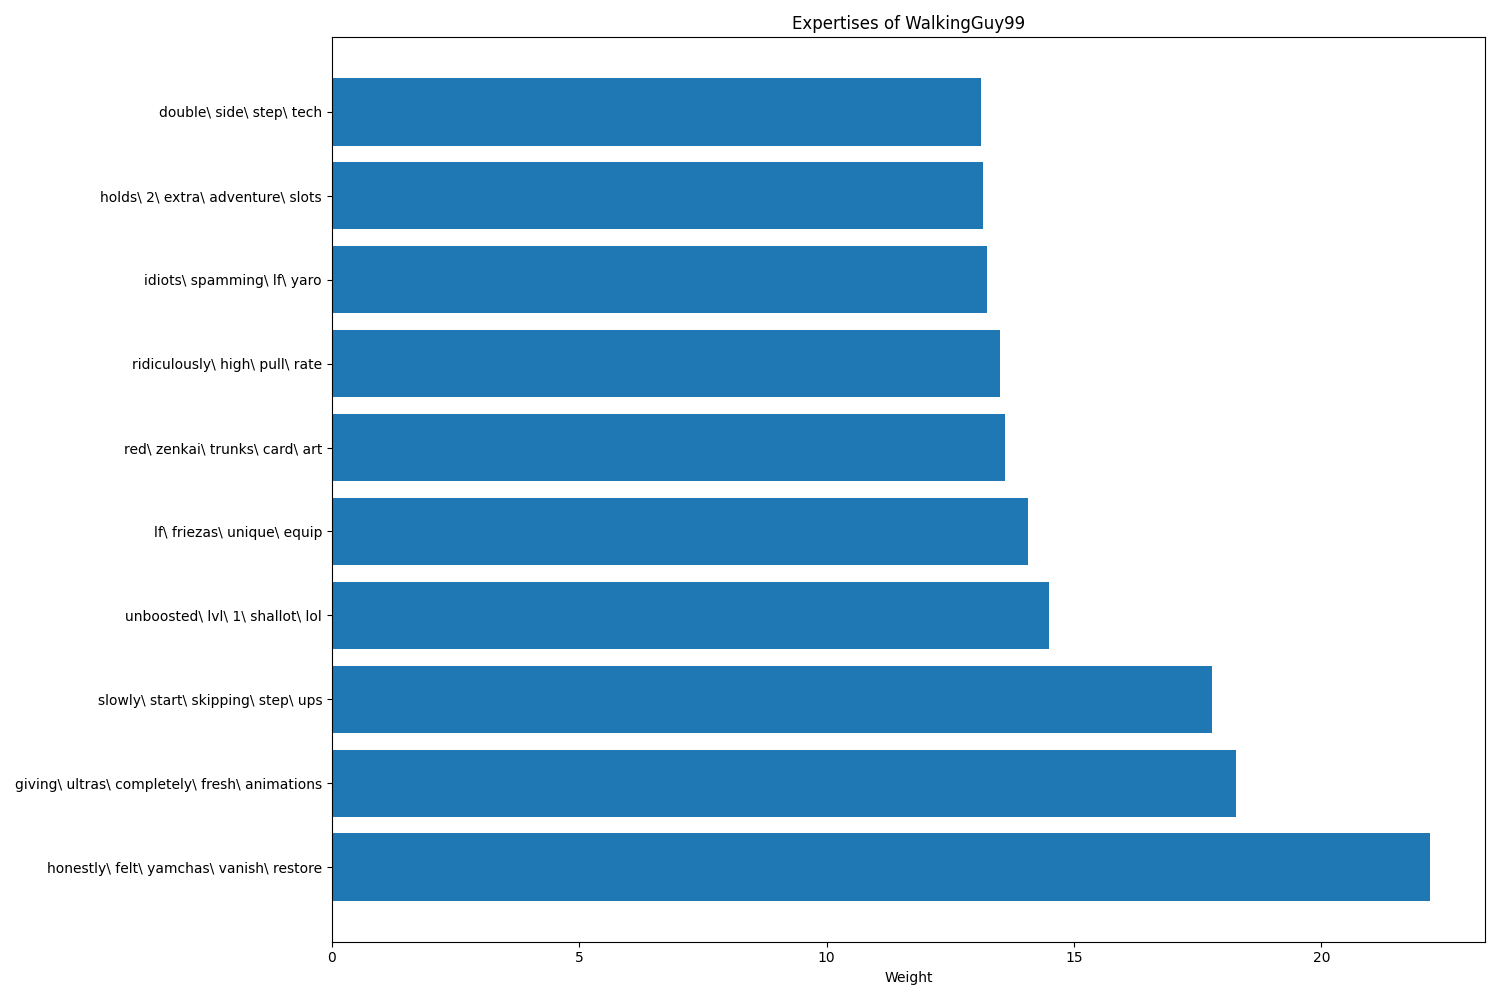 Expertises of WalkingGuy99
double\ side\ step\ tech
holds\ 2\ extra\ adventure\ slots
idiots\ spamming\ lf\ yaro
ridiculously\ high\ pull\ rate
red\ zenkai\ trunks\ card\ art
lf\ friezas\ unique\ equip
unboosted\ lvl\ 1\ shallot\ lol
slowly\ start\ skipping\ step\ ups
giving\ ultras\ completely\ fresh\ animations
honestly\ felt\ yamchas\ vanish\ restore
0 5 10 15 20
Weight